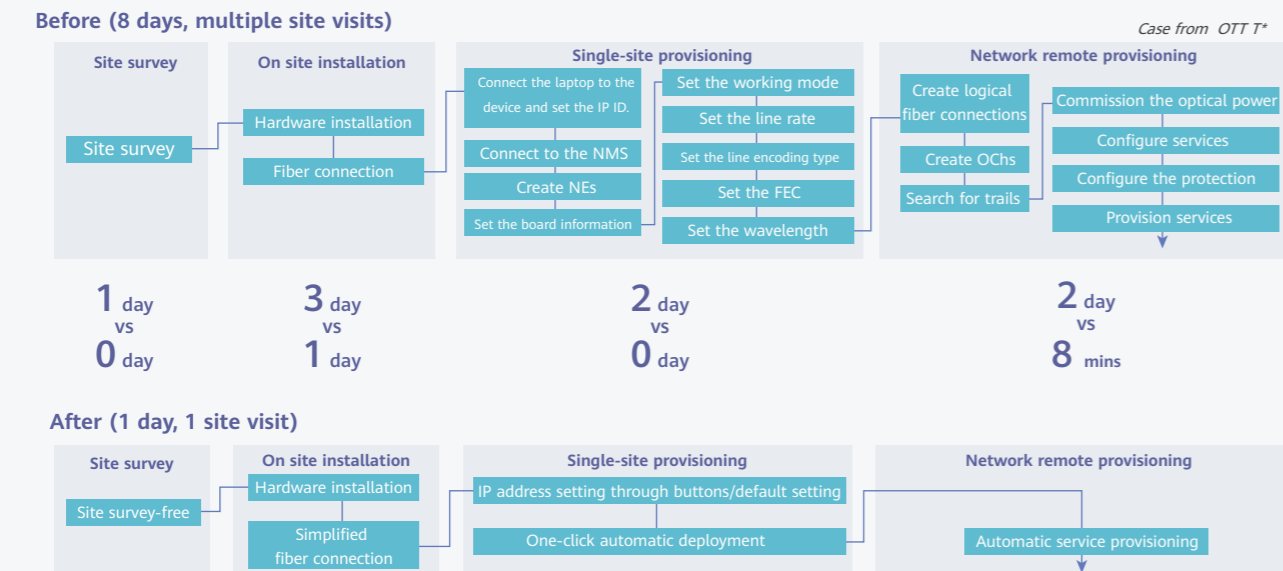 Before (8 days, multiple site visits)
Case from OTT T*
Site survey
Site survey
On site installation
Hardware installation
Fiber connection
Single-site provisioning
Connect the laptop to the
device and set the IP ID.
Connect to the NMS
Create NEs
Set the board information
Set the working mode
Set the line rate
Set the line encoding type
Set the FEC
Set the wavelength
Network remote provisioning
Create logical
fiber connections
Create OChs
Search for trails
Commission the optical power
Configure services
Configure the protection
Provision services
1 day
vs
0 day
3 day
vs
1 day
2 day
vs
0 day
2 day
vs
8 mins
After (1 day, 1 site visit)
Site survey
Site survey-free
On site installation
Hardware installation
Simplified
fiber connection
Single-site provisioning
IP address setting through buttons/default setting
One-click automatic deployment
Network remote provisioning
Automatic service provisioning